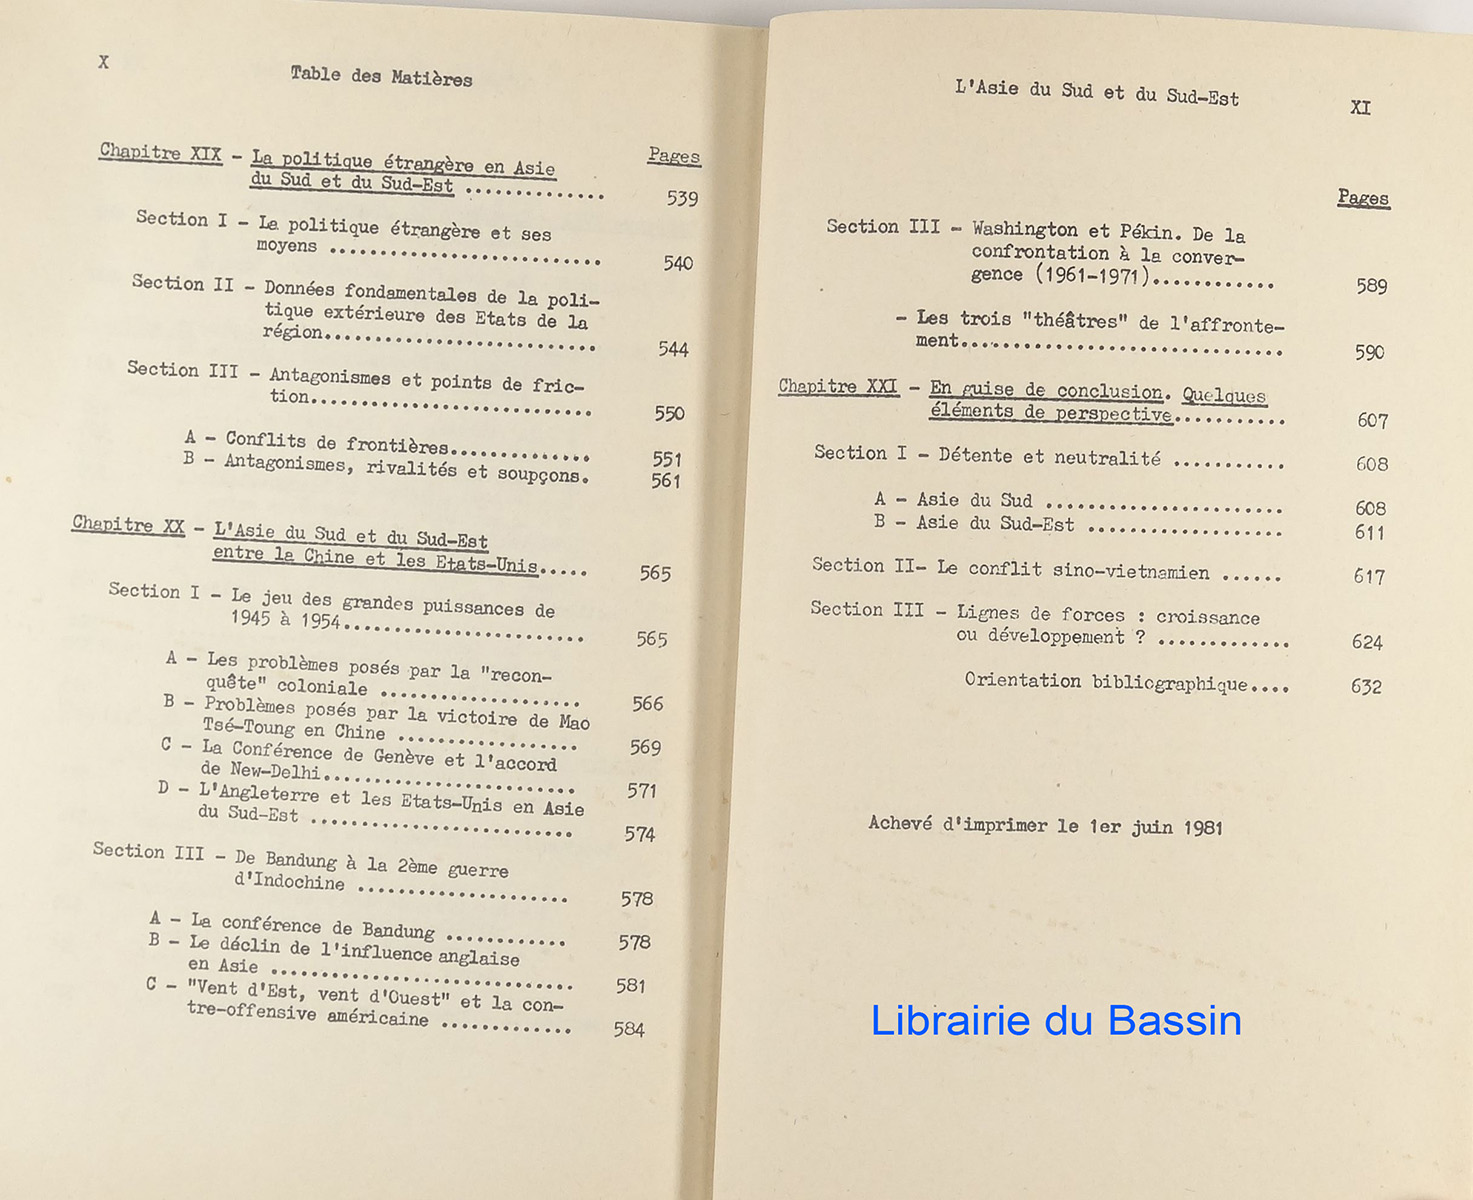 X
Table des Matières
Pages
Chapitre XIX - La politique étrangère en Asie
du Sud et du Sud-Est .............. 539
Section I - La politique étrangère et ses
moyens ........................... 540
Section II - Données fondamentales de la poli-
tique extérieure des Etats de la
région........................... 544
Section III - Antagonismes et points de fric-
tion............................ 550
A - Conflits de frontières.............. 551
B - Antagonismes, rivalités et soupçons. 561
Chapitre XX - L'Asie du Sud et du Sud-Est
entre la Chine et les Etats-Unis..... 565
Section I - Le jeu des grandes puissances de
1945 à 1954........................ 565
A - Les problèmes posés par la "recon-
quête" coloniale .................... 566
B - Problèmes posés par la victoire de Mao
Tsé-Toung en Chine .................. 569
C - La Conférence de Genève et l'accord
de New-Delhi......................... 571
D - L'Angleterre et les Etats-Unis en Asie
du Sud-Est .......................... 574
Section III - De Bandung à la 2ème guerre
d'Indochine ..................... 578
A - La conférence de Bandung ............ 578
B - Le déclin de l'influence anglaise
en Asie .............................. 581
C - "Vent d'Est, vent d'Ouest" et la con-
tre-offensive américaine ............. 584
L'Asie du Sud et du Sud-Est
XI
Pages
Section III - Washington et Pékin. De la
confrontation à la conver-
gence (1961-1971)............ 589
- Les trois "théâtres" de l'affronte-
ment................................ 590
Chapitre XXI - En guise de conclusion. Quelques
éléments de perspective........... 607
Section I - Détente et neutralité ........... 608
A - Asie du Sud ........................ 608
B - Asie du Sud-Est .................... 611
Section II- Le conflit sino-vietnamien ...... 617
Section III - Lignes de forces : croissance
ou développement ? ............. 624
Orientation bibliographique.... 632
Achevé d'imprimer le 1er juin 1981
Librairie du Bassin